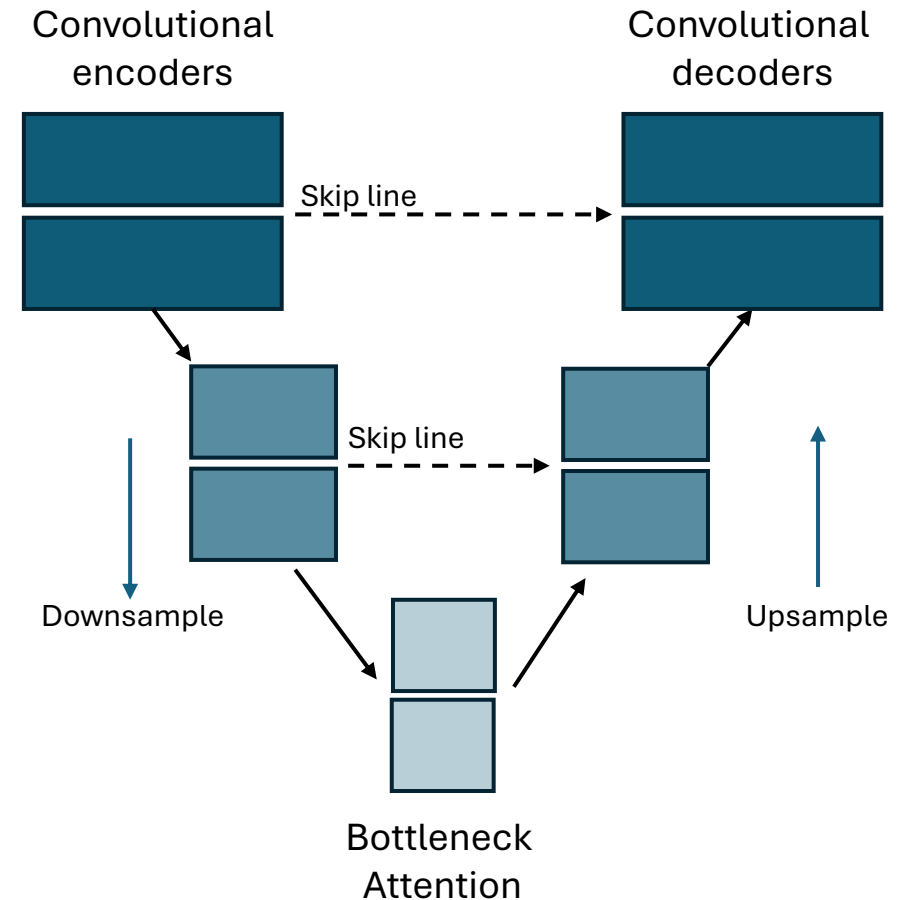 Convolutional
encoders
Convolutional
decoders
Skip line
Skip line
Downsample
Upsample
Bottleneck
Attention